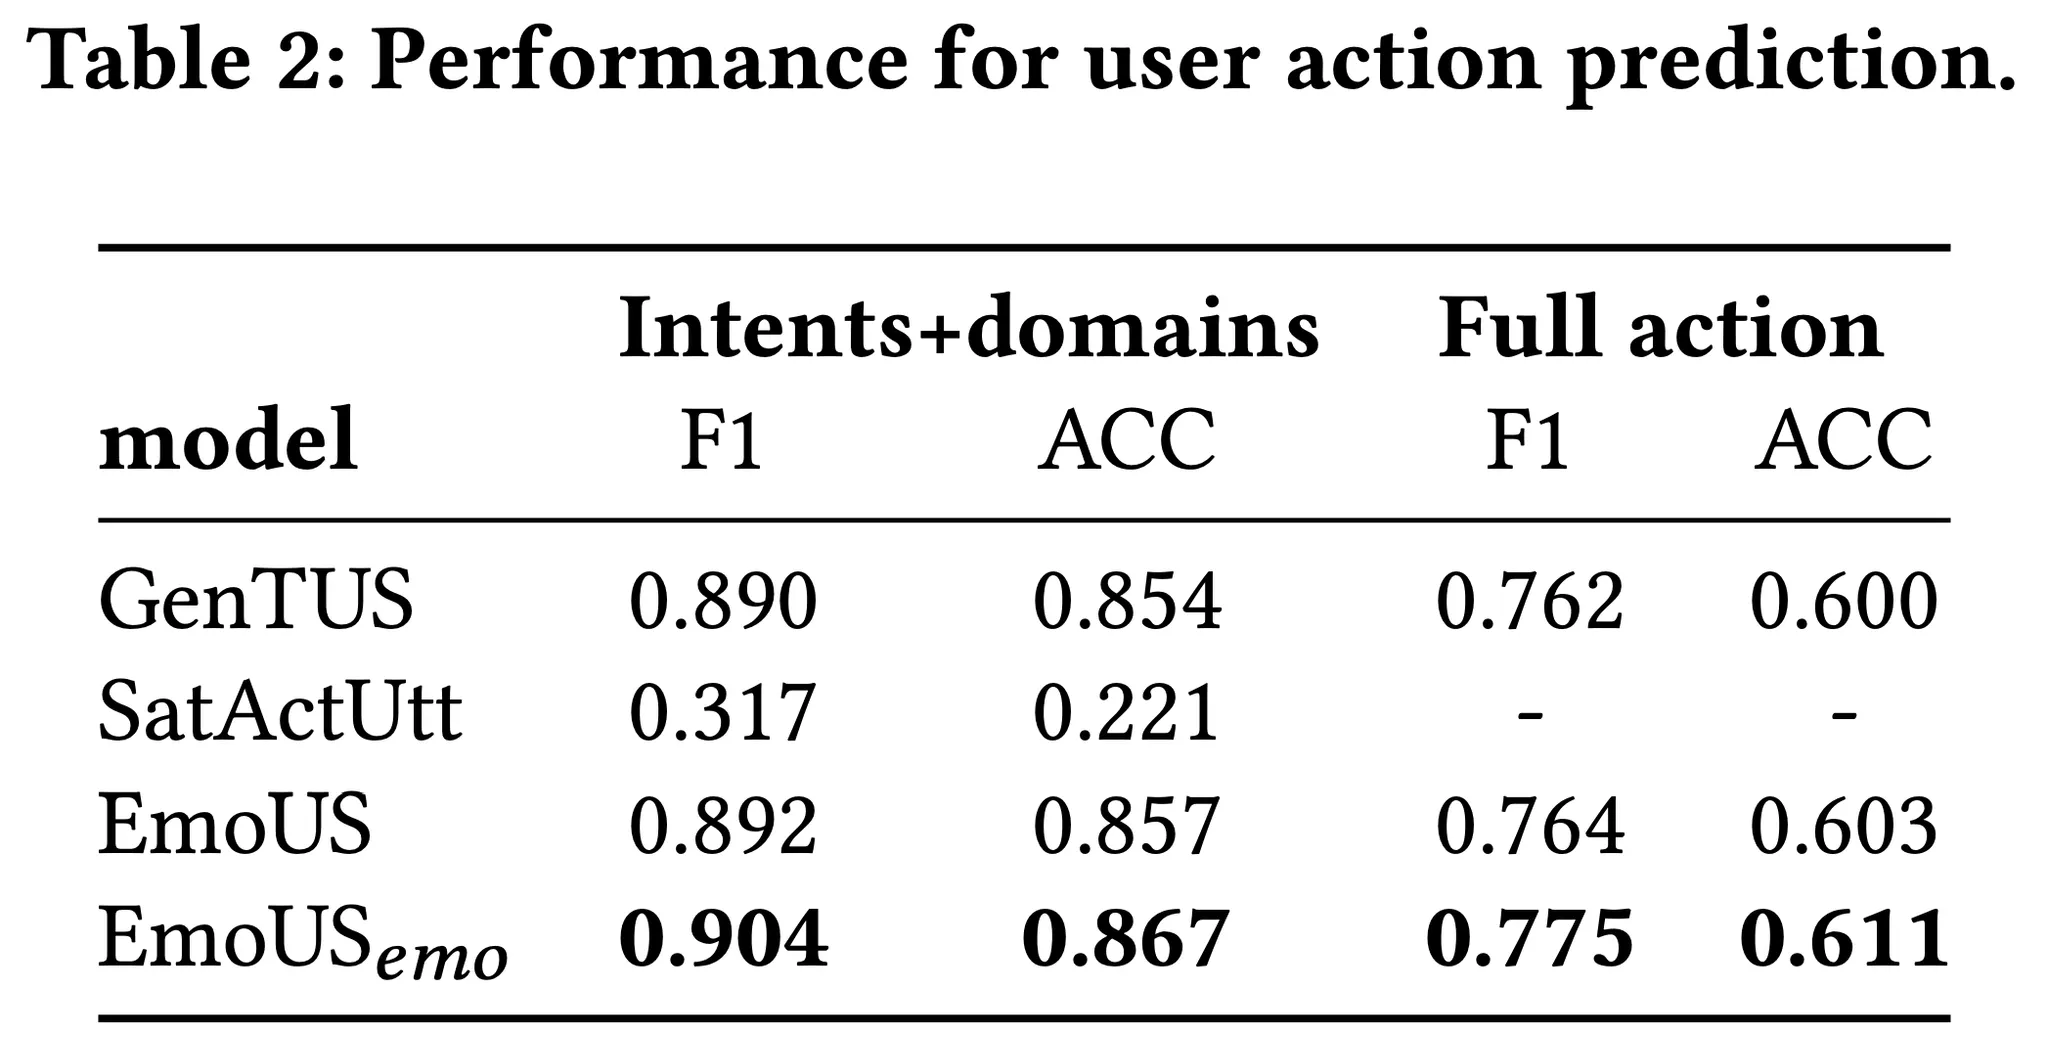 Table 2: Performance for user action prediction.
Intents+domains Full action
model F1 ACC F1 ACC
GenTUS 0.890 0.854 0.762 0.600
SatActUtt 0.317 0.221 - -
EmoUS 0.892 0.857 0.764 0.603
EmoUSemo 0.904 0.867 0.775 0.611